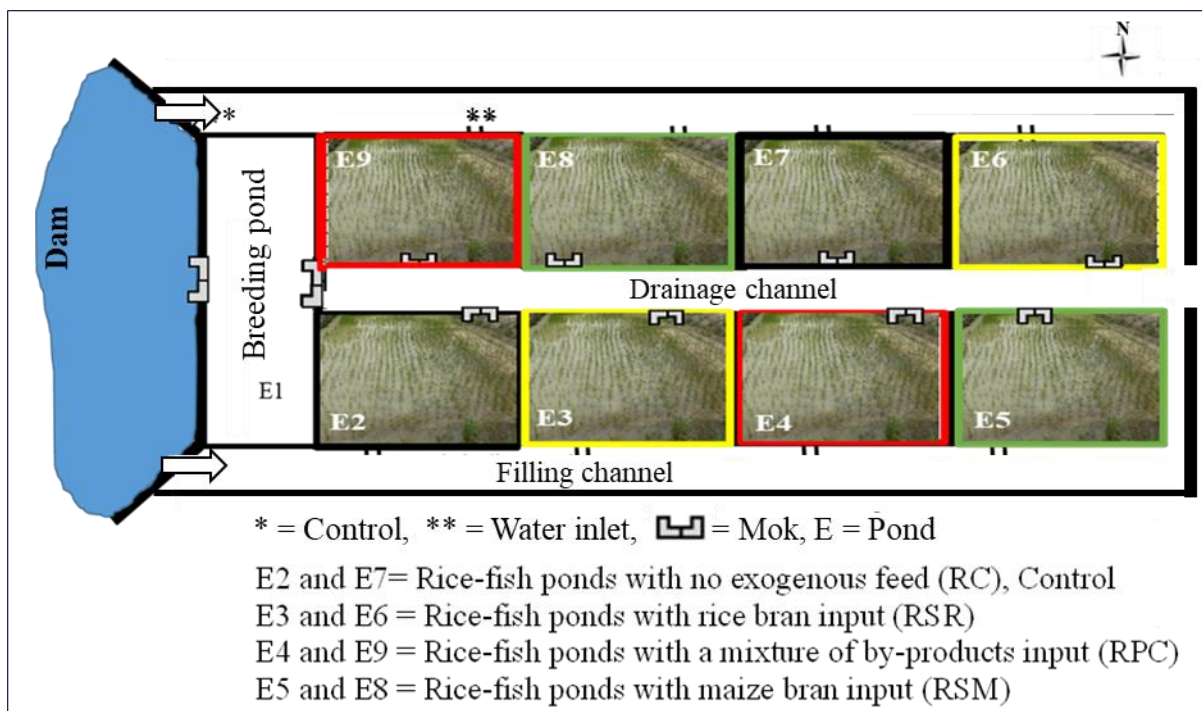 N
*
**
E9
E8
E7
E6
Dam
Breeding pond
Drainage channel
E1
E2
E3
E4
E5
Filling channel
* = Control, ** = Water inlet, = Mok, E = Pond
E2 and E7= Rice-fish ponds with no exogenous feed (RC), Control
E3 and E6 = Rice-fish ponds with rice bran input (RSR)
E4 and E9 = Rice-fish ponds with a mixture of by-products input (RPC)
E5 and E8 = Rice-fish ponds with maize bran input (RSM)